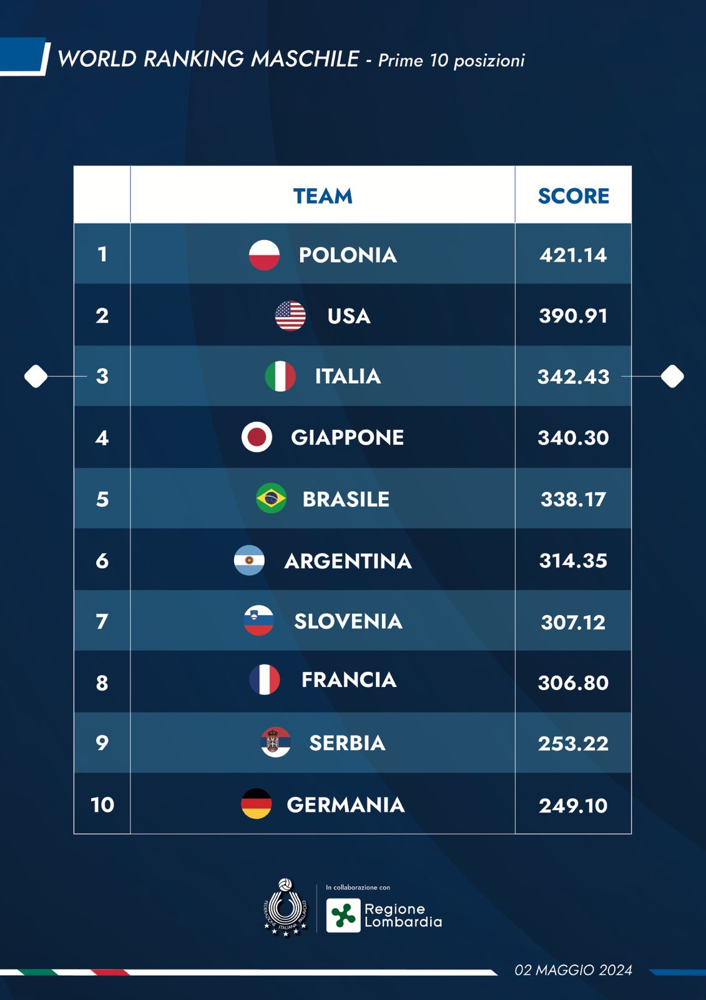 WORLD RANKING MASCHILE - Prime 10 posizioni
TEAM SCORE
1 POLONIA 421.14
2 USA 390.91
3 ITALIA 342.43
4 GIAPPONE 340.30
5 BRASILE 338.17
6 ARGENTINA 314.35
7 SLOVENIA 307.12
8 FRANCIA 306.80
9 SERBIA 253.22
10 GERMANIA 249.10
FEDERAZIONE ITALIANA PALLAVOLO
In collaborazione con
Regione
Lombardia
02 MAGGIO 2024